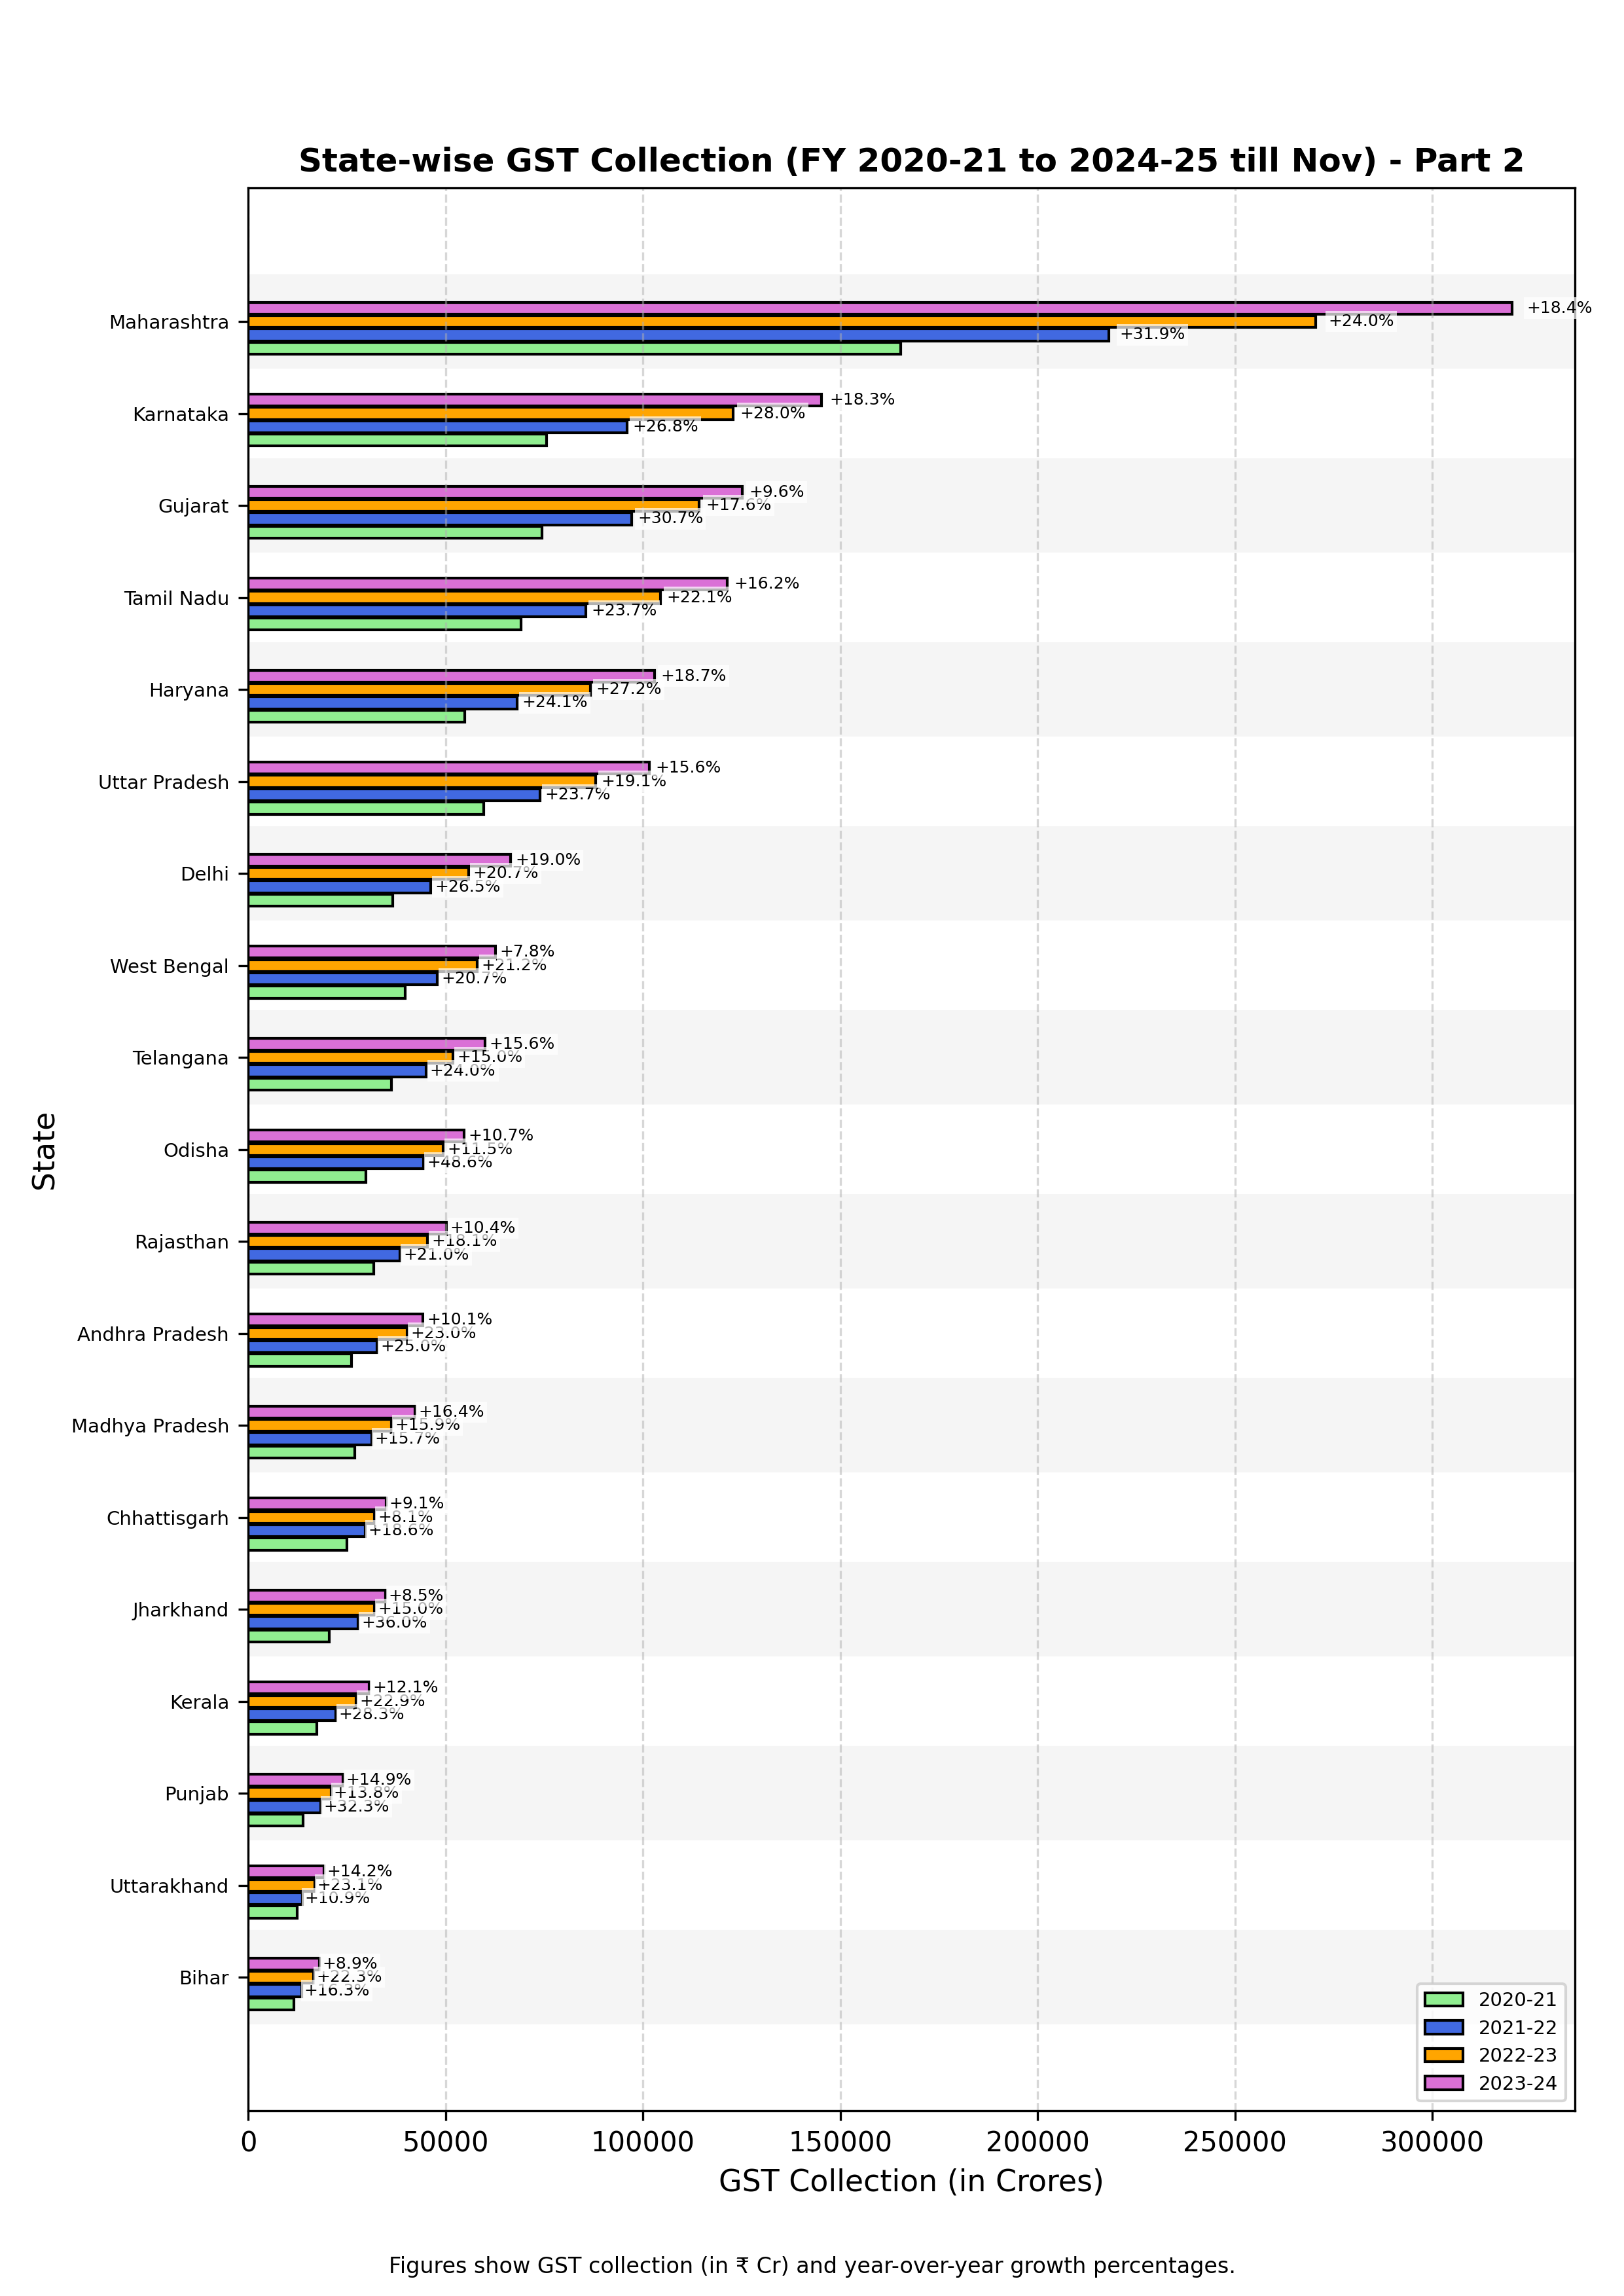 State-wise GST Collection (FY 2020-21 to 2024-25 till Nov) - Part 2
State
Maharashtra
+18.4%
+24.0%
+31.9%
Karnataka
+18.3%
+28.0%
+26.8%
Gujarat
+9.6%
+17.6%
+30.7%
Tamil Nadu
+16.2%
+22.1%
+23.7%
Haryana
+18.7%
+27.2%
+24.1%
Uttar Pradesh
+15.6%
+19.1%
+23.7%
Delhi
+19.0%
+20.7%
+26.5%
West Bengal
+7.8%
+21.2%
+20.7%
Telangana
+15.6%
+15.0%
+24.0%
Odisha
+10.7%
+11.5%
+48.6%
Rajasthan
+10.4%
+18.1%
+21.0%
Andhra Pradesh
+10.1%
+23.0%
+25.0%
Madhya Pradesh
+16.4%
+15.9%
+15.7%
Chhattisgarh
+9.1%
+8.1%
+18.6%
Jharkhand
+8.5%
+15.0%
+36.0%
Kerala
+12.1%
+22.9%
+28.3%
Punjab
+14.9%
+13.8%
+32.3%
Uttarakhand
+14.2%
+23.1%
+10.9%
Bihar
+8.9%
+22.3%
+16.3%
2020-21
2021-22
2022-23
2023-24
0 50000 100000 150000 200000 250000 300000
GST Collection (in Crores)
Figures show GST collection (in ₹ Cr) and year-over-year growth percentages.